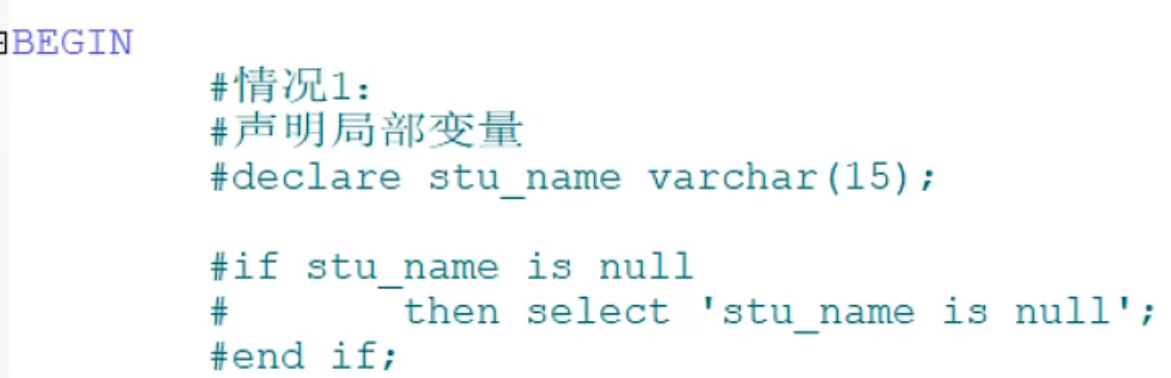 BEGIN
#情况1:
#声明局部变量
#declare stu_name varchar(15);
#if stu_name is null
# then select 'stu_name is null';
#end if;